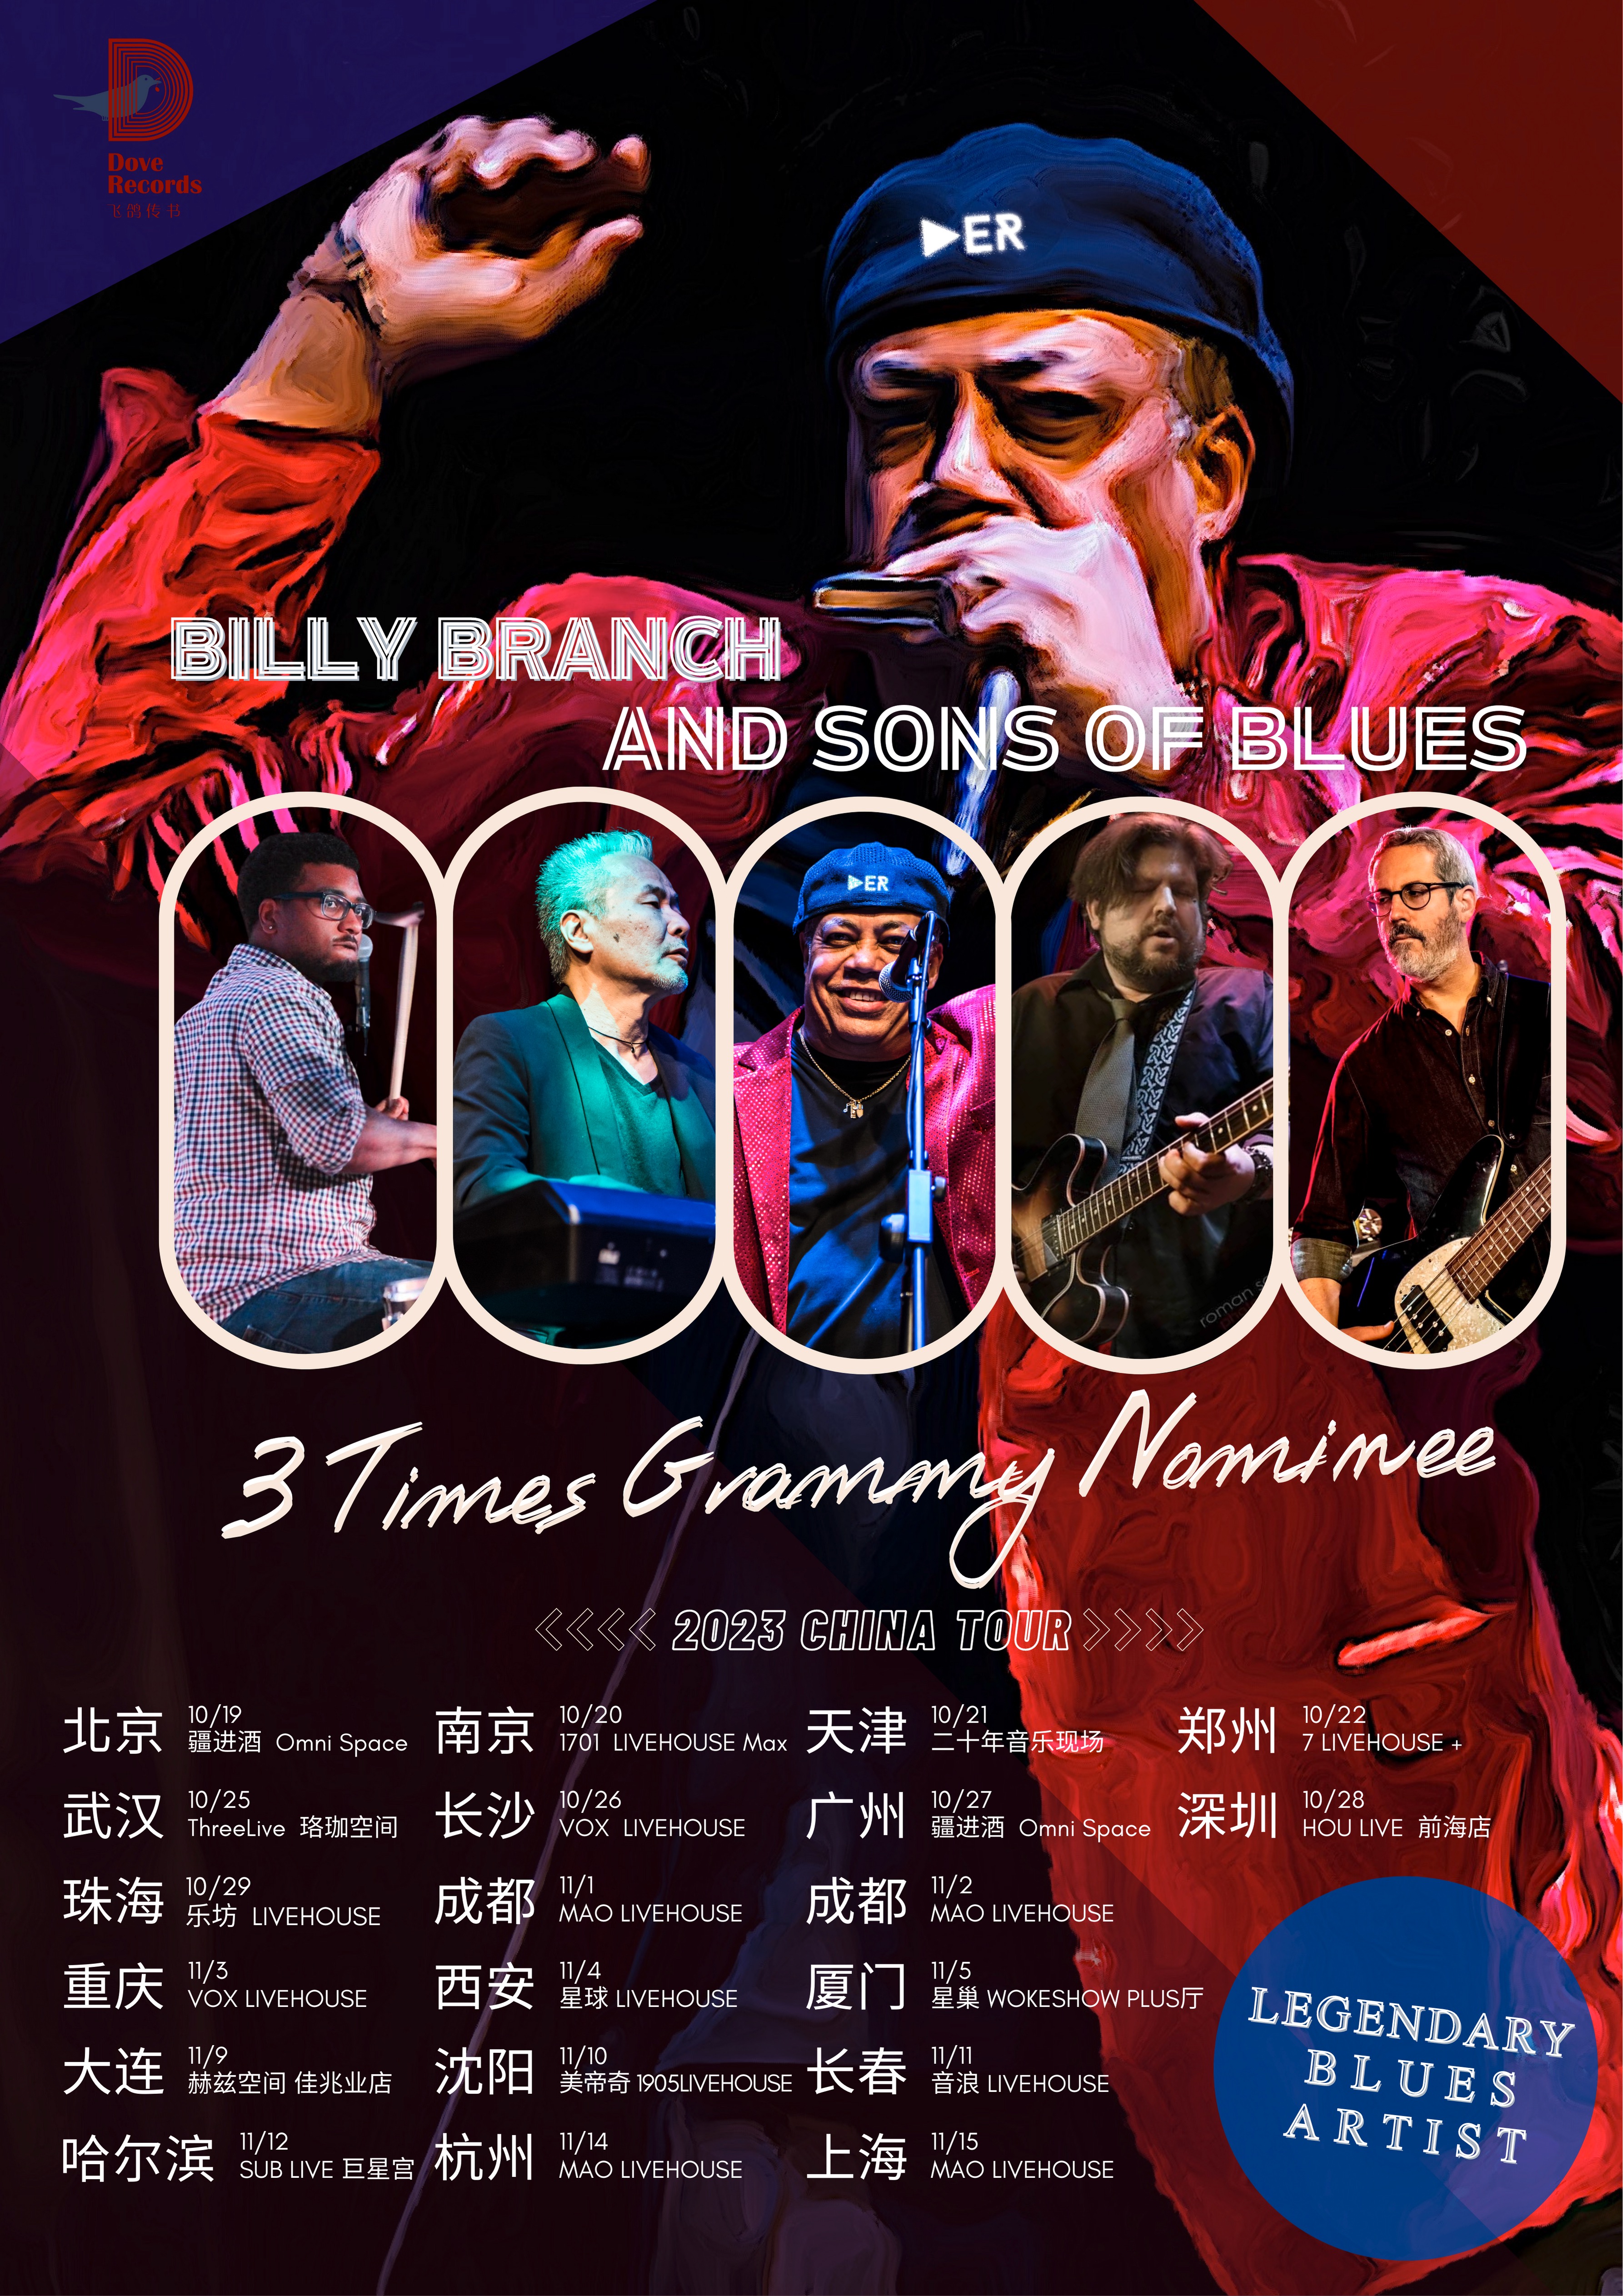 Dove
Records
飞鸽传书
▶ER
BILLY BRANCH
AND SONS OF BLUES
▶ER
roman
3 Times Grammy Nominee
<<<< 2023 CHINA TOUR >>>>
北京 10/19
疆进酒 Omni Space
南京 10/20
1701 LIVEHOUSE Max
天津 10/21
二十年音乐现场
郑州 10/22
7 LIVEHOUSE +
武汉 10/25
ThreeLive 珞珈空间
长沙 10/26
VOX LIVEHOUSE
广州 10/27
疆进酒 Omni Space
深圳 10/28
HOU LIVE 前海店
珠海 10/29
乐坊 LIVEHOUSE
成都 11/1
MAO LIVEHOUSE
成都 11/2
MAO LIVEHOUSE
重庆 11/3
VOX LIVEHOUSE
西安 11/4
星球 LIVEHOUSE
厦门 11/5
星巢 WOKESHOW PLUS厅
大连 11/9
赫兹空间 佳兆业店
沈阳 11/10
美帝奇 1905LIVEHOUSE
长春 11/11
音浪 LIVEHOUSE
哈尔滨 11/12
SUB LIVE 巨星宫
杭州 11/14
MAO LIVEHOUSE
上海 11/15
MAO LIVEHOUSE
LEGENDARY
BLUES
ARTIST